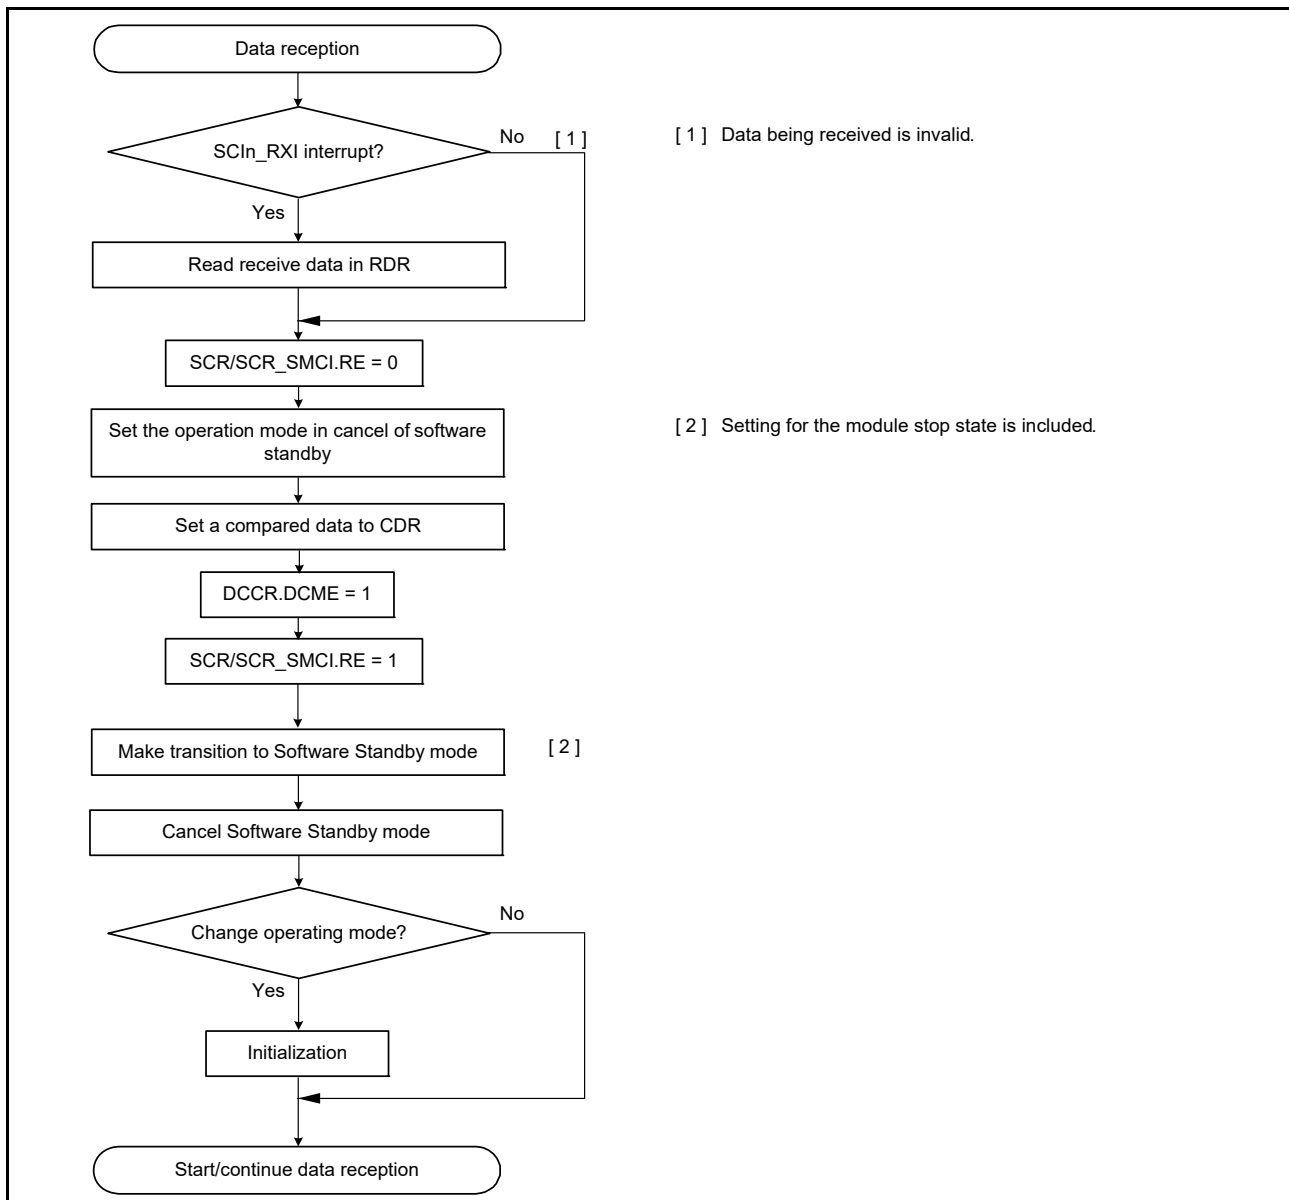 Data reception
SCIn_RXI interrupt?
No
[ 1 ]
[ 1 ] Data being received is invalid.
Yes
Read receive data in RDR
SCR/SCR_SMCI.RE = 0
Set the operation mode in cancel of software
standby
[ 2 ] Setting for the module stop state is included.
Set a compared data to CDR
DCCR.DCME = 1
SCR/SCR_SMCI.RE = 1
Make transition to Software Standby mode
[ 2 ]
Cancel Software Standby mode
Change operating mode?
No
Yes
Initialization
Start/continue data reception